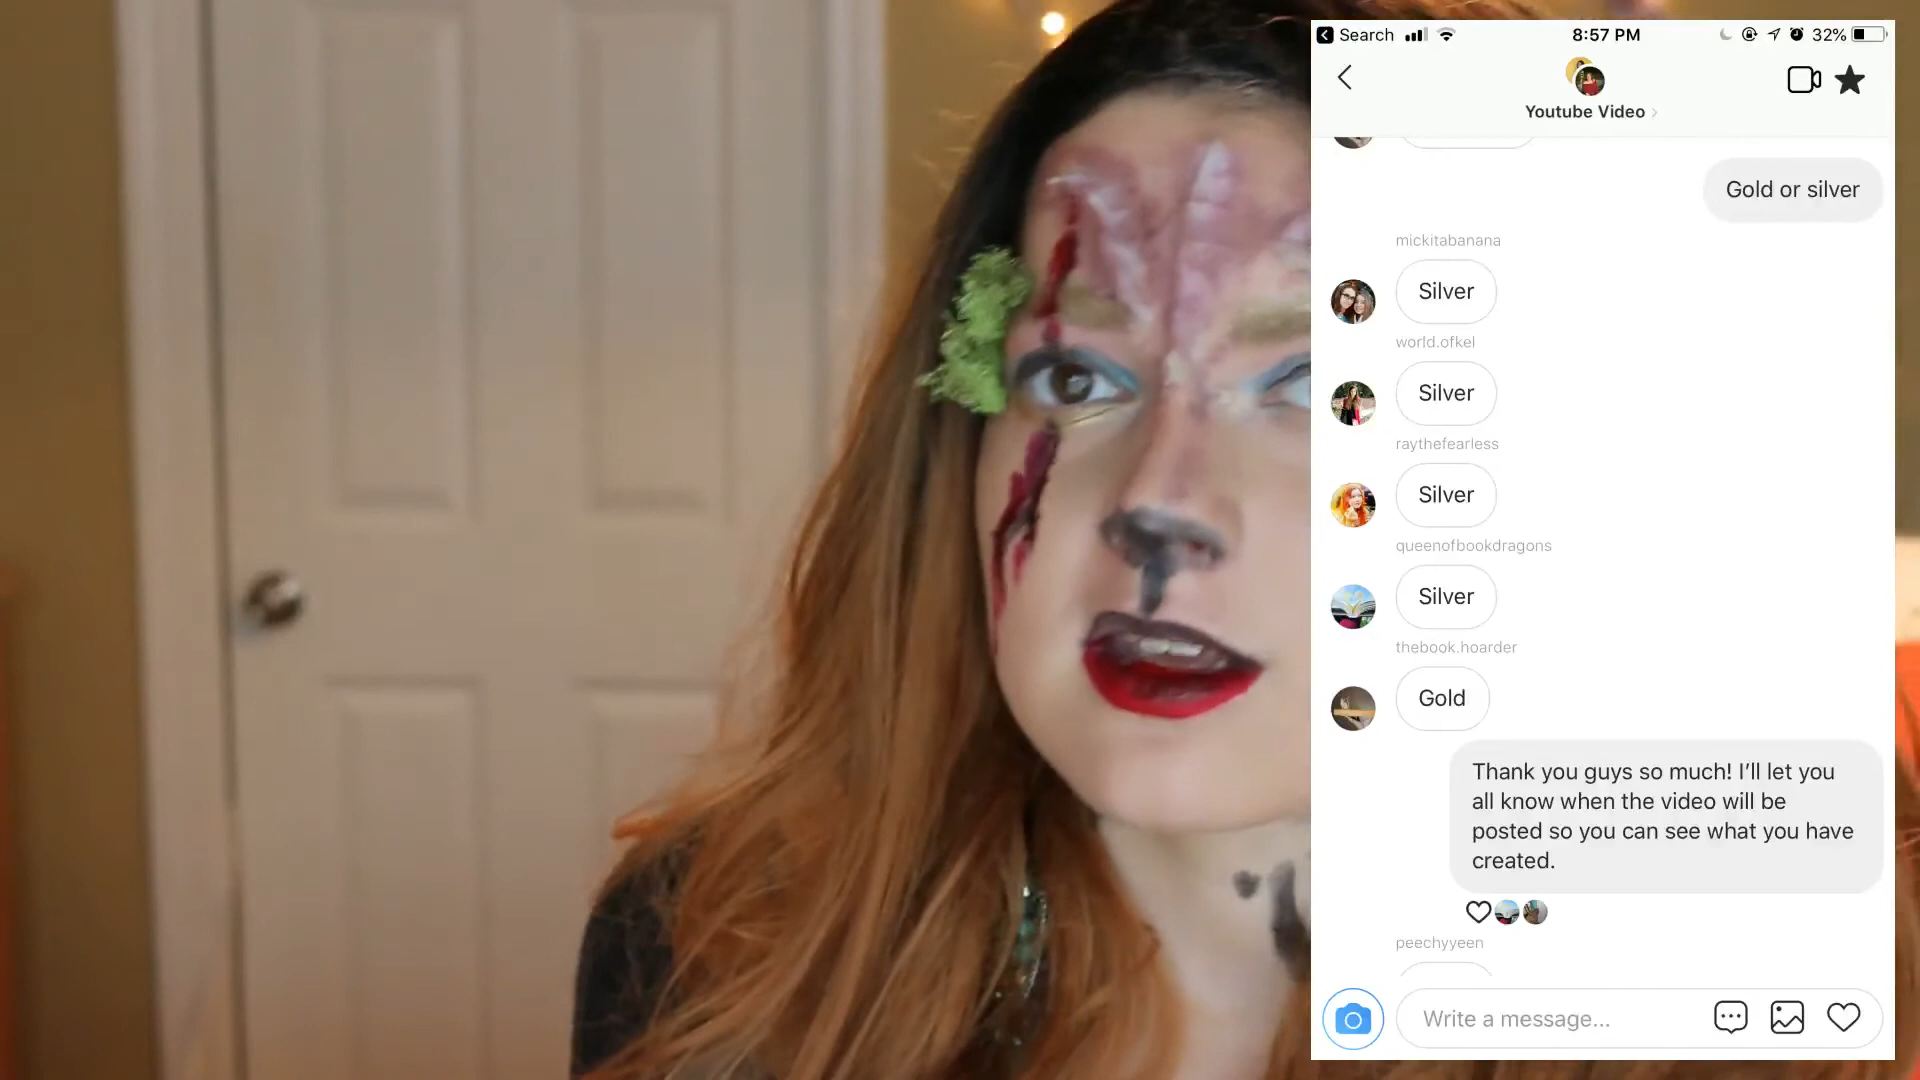 Search
8:57 PM
32%
Youtube Video
Gold or silver
mickitabanana
Silver
world.ofkel
Silver
raythefearless
Silver
queenofbookdragons
Silver
thebook.hoarder
Gold
Thank you guys so much! I'll let you
all know when the video will be
posted so you can see what you have
created.
peechyyeen
Write a message...